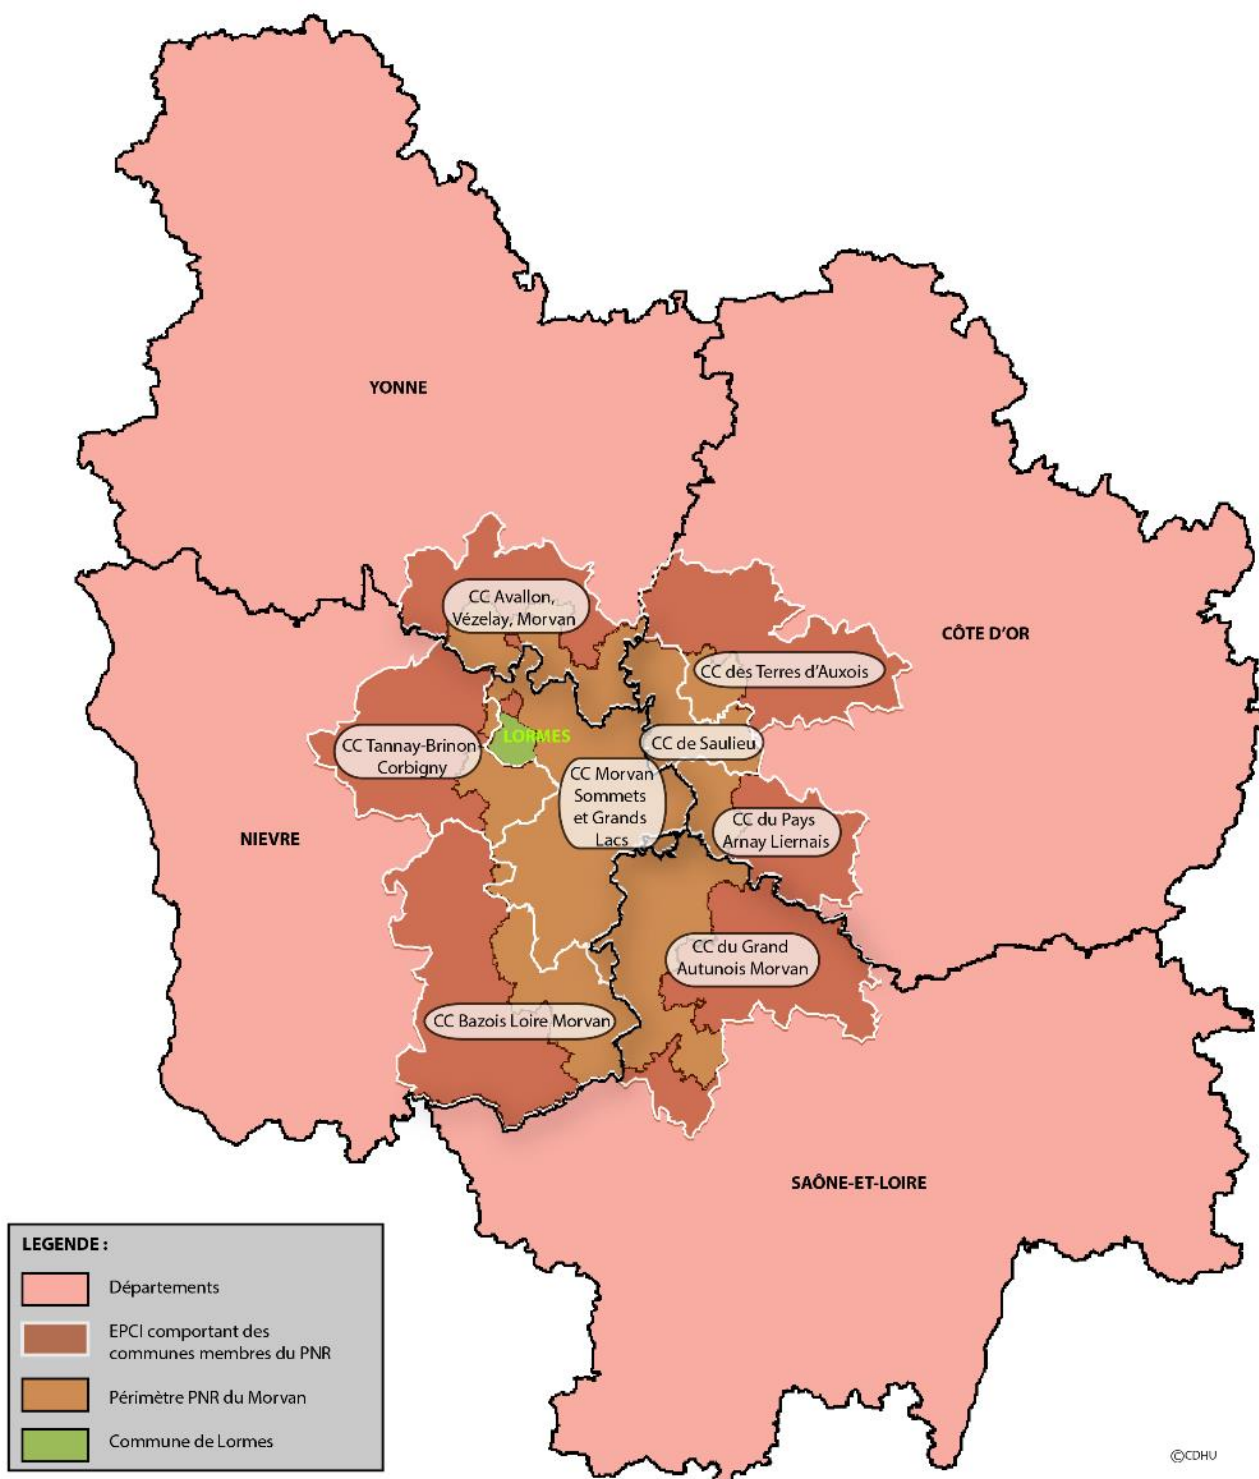 YONNE
CC Avallon,
Vézelay, Morvan
CÔTE D'OR
CC des Terres d'Auxois
LORMES
CC de Saulieu
CC Tannay-Brinon-
Corbigny
CC Morvan
Sommets
et Grands
Lacs
CC du Pays
Arnay Liernais
NIEVRE
CC du Grand
Autunois Morvan
CC Bazois Loire Morvan
SAÔNE-ET-LOIRE
LEGENDE :
Départements
EPCI comportant des
communes membres du PNR
Périmètre PNR du Morvan
Commune de Lormes
©CDHU